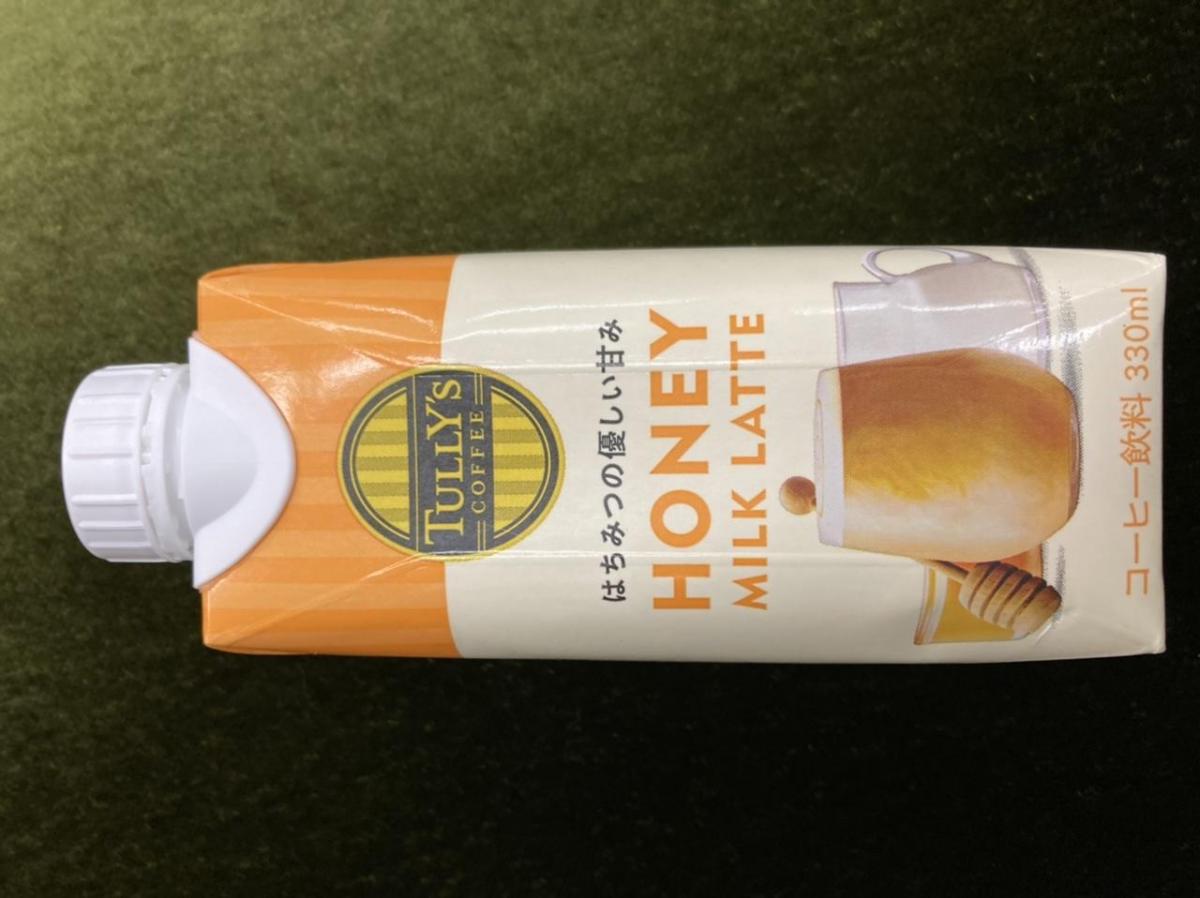 TULLY'S
COFFEE
はちみつの優しい甘み
HONEY
MILK LATTE
コーヒー飲料 330ml